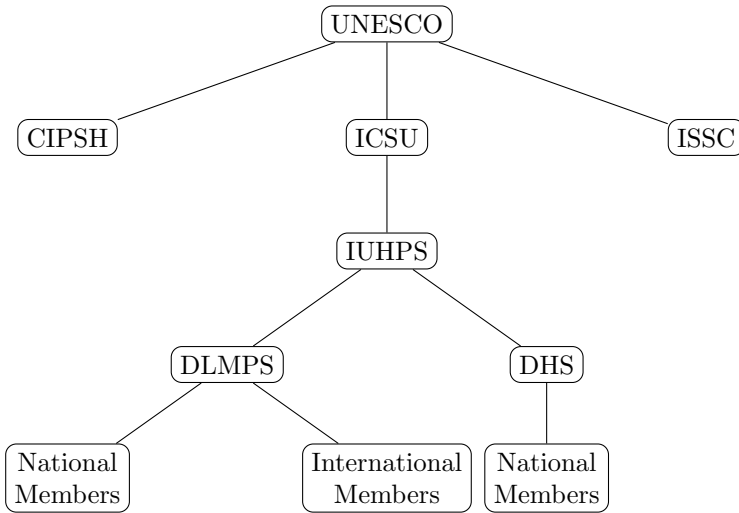 UNESCO
CIPSH
ICSU
ISSC
IUHPS
DLMPS
DHS
National
Members
International
Members
National
Members